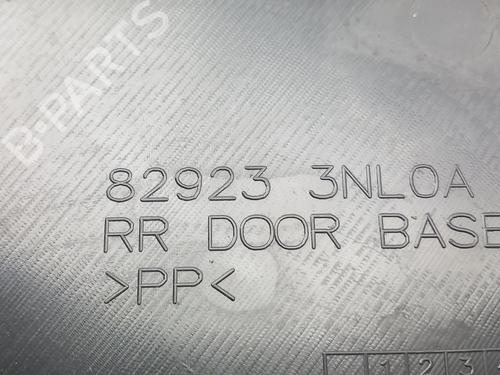 B-PARTS
82923 3NL0A
RR DOOR BASE
>PP<
1 2 3